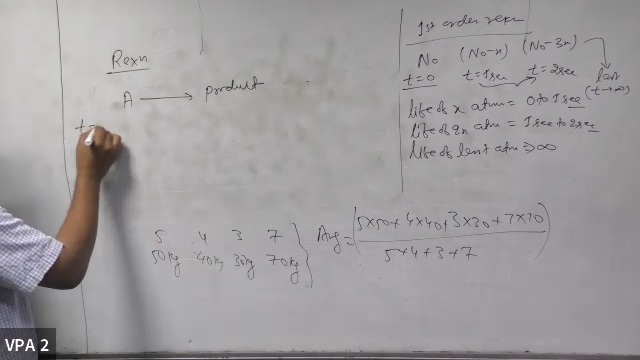 Rexn
A → product
t=
1st order rexn
No (No-x) (No-3x)
t=0 t=1sec t=2sec last
(t→∞)
life of x atm = 0 to 1sec
life of 2x atm = 1sec to 2sec
life of last atm ⇒ ∞
5 4 3 7
50kg 40kg 30kg 70kg
Avg = (5×50+4×40+3×30+7×70)
5+4+3+7
VPA 2